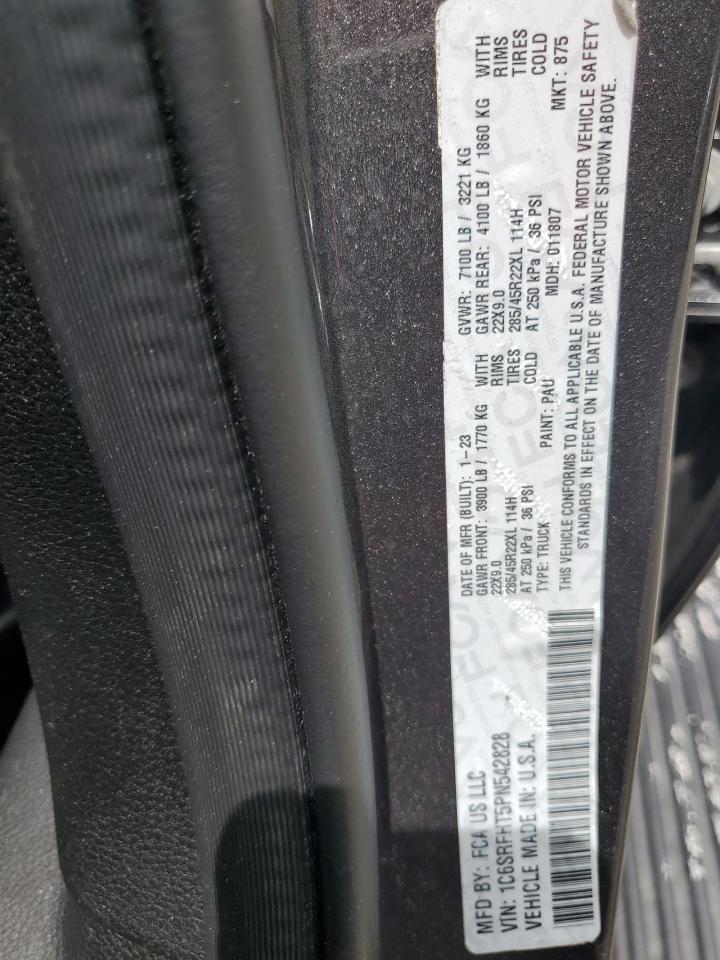 MFD BY: FCA US LLC
VIN: 1C6SRFHT5PN542828
VEHICLE MADE IN: U.S.A.
DATE OF MFR (BUILT): 1-23 GVWR: 7100 LB / 3221 KG
GAWR FRONT: 3900 LB / 1770 KG WITH GAWR REAR: 4100 LB / 1860 KG WITH
22X9.0 RIMS 22X9.0 RIMS
285/45R22XL 114H TIRES 285/45R22XL 114H TIRES
AT 250 kPa / 36 PSI COLD AT 250 kPa / 36 PSI COLD
TYPE: TRUCK PAINT: PAU MDH: 011807 MKT: 875
THIS VEHICLE CONFORMS TO ALL APPLICABLE U.S.A. FEDERAL MOTOR VEHICLE SAFETY
STANDARDS IN EFFECT ON THE DATE OF MANUFACTURE SHOWN ABOVE.